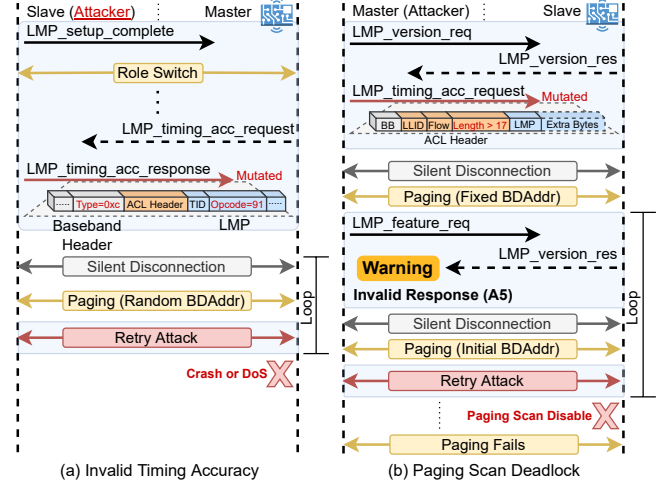 Slave (Attacker)
Master
LMP_setup_complete
Role Switch
LMP_timing_acc_request
LMP_timing_acc_response
Mutated
Type=0xc
ACL Header
TID
Opcode=91
Baseband
Header
LMP
Silent Disconnection
Paging (Random BDAddr)
Retry Attack
Loop
Crash or DoS
(a) Invalid Timing Accuracy
Master (Attacker)
Slave
LMP_version_req
LMP_version_res
LMP_timing_acc_request
Mutated
BB
LLID
Flow
Length > 17
LMP
Extra Bytes
ACL Header
Silent Disconnection
Paging (Fixed BDAddr)
LMP_feature_req
LMP_version_res
Warning
Invalid Response (A5)
Silent Disconnection
Paging (Initial BDAddr)
Retry Attack
Loop
Paging Scan Disable
Paging Fails
(b) Paging Scan Deadlock